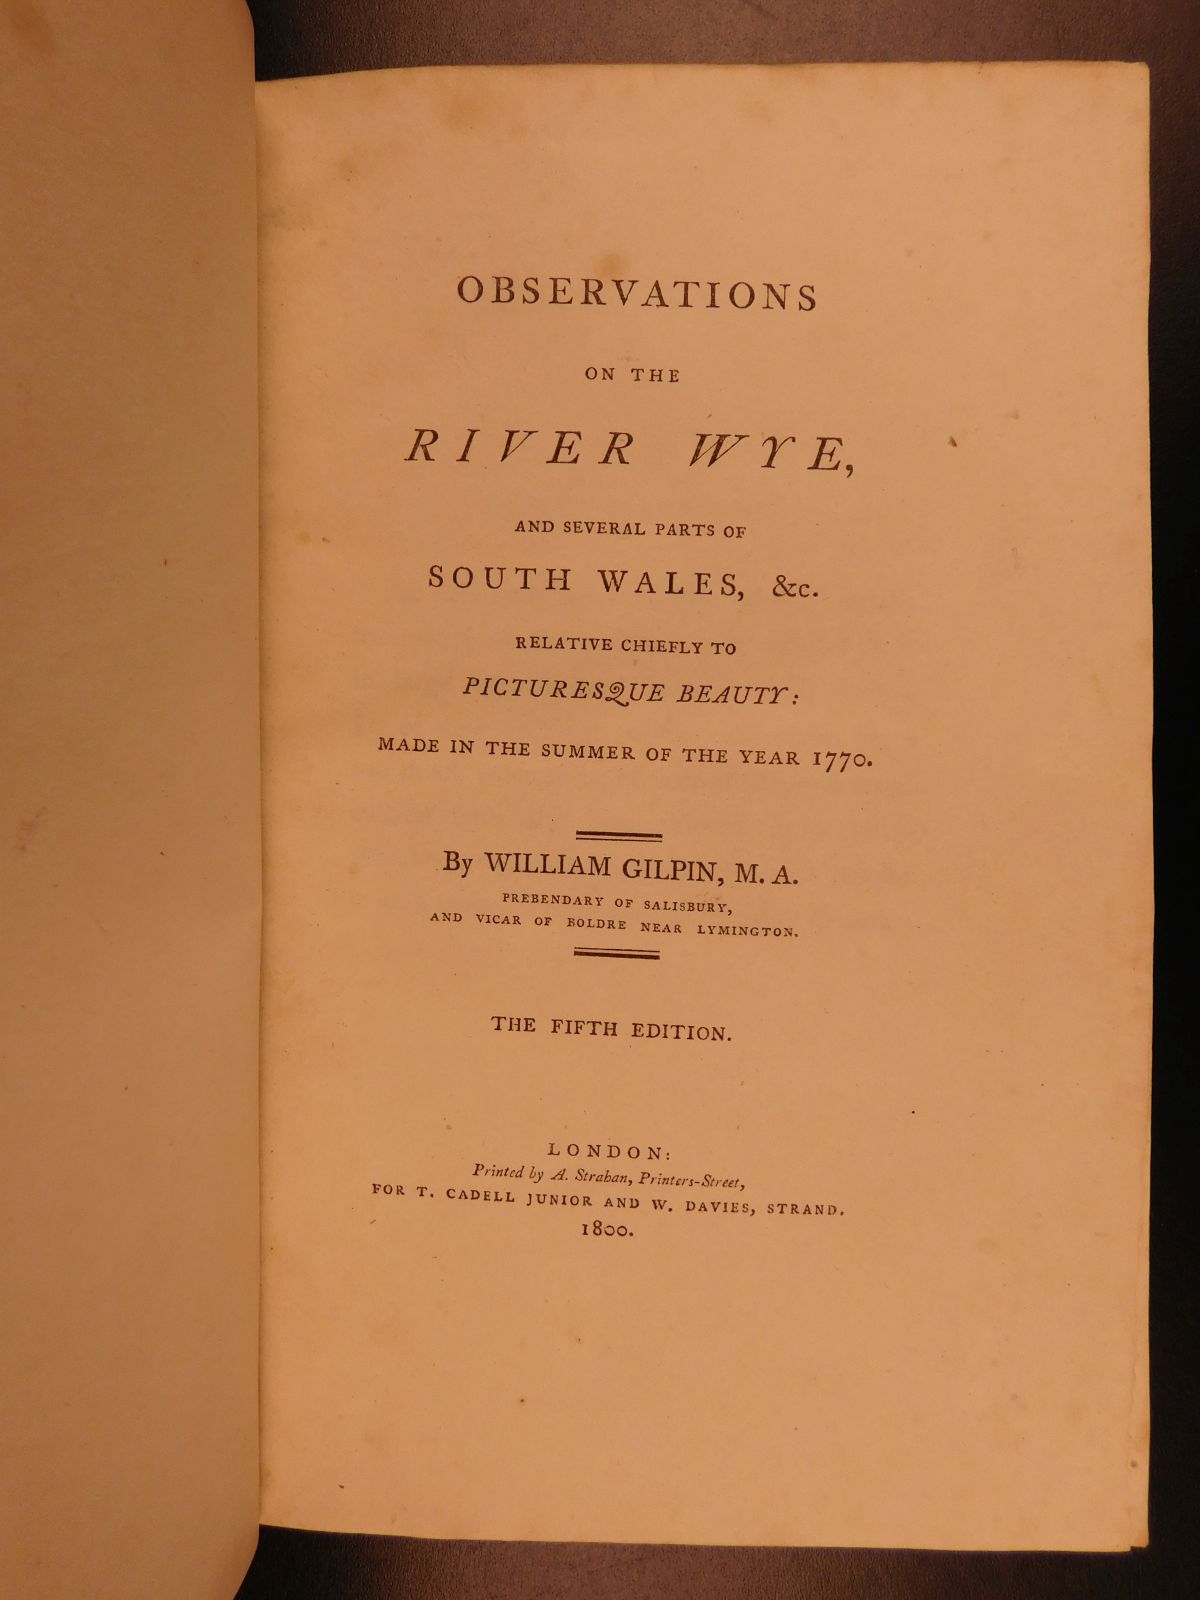 OBSERVATIONS
ON THE
RIVER WYE,
AND SEVERAL PARTS OF
SOUTH WALES, &c.
RELATIVE CHIEFLY TO
PICTURESQUE BEAUTY:
MADE IN THE SUMMER OF THE YEAR 1770.
By WILLIAM GILPIN, M. A.
PREBENDARY OF SALISBURY,
AND VICAR OF BOLDRE NEAR LYMINGTON.
THE FIFTH EDITION.
LONDON:
Printed by A. Strahan, Printers-Street,
FOR T. CADELL JUNIOR AND W. DAVIES, STRAND.
1800.